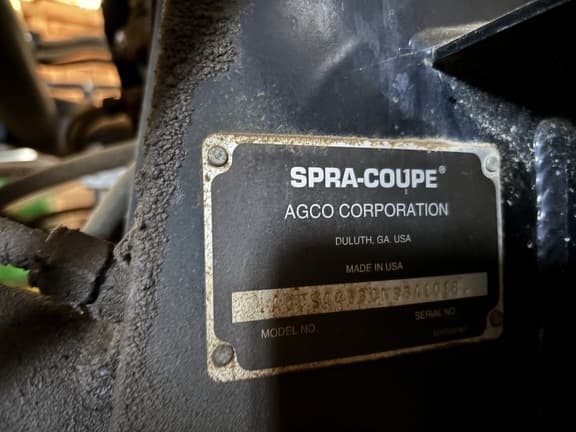 SPRA-COUPE®
AGCO CORPORATION
DULUTH, GA. USA
MADE IN USA
MODEL NO.
SERIAL NO.